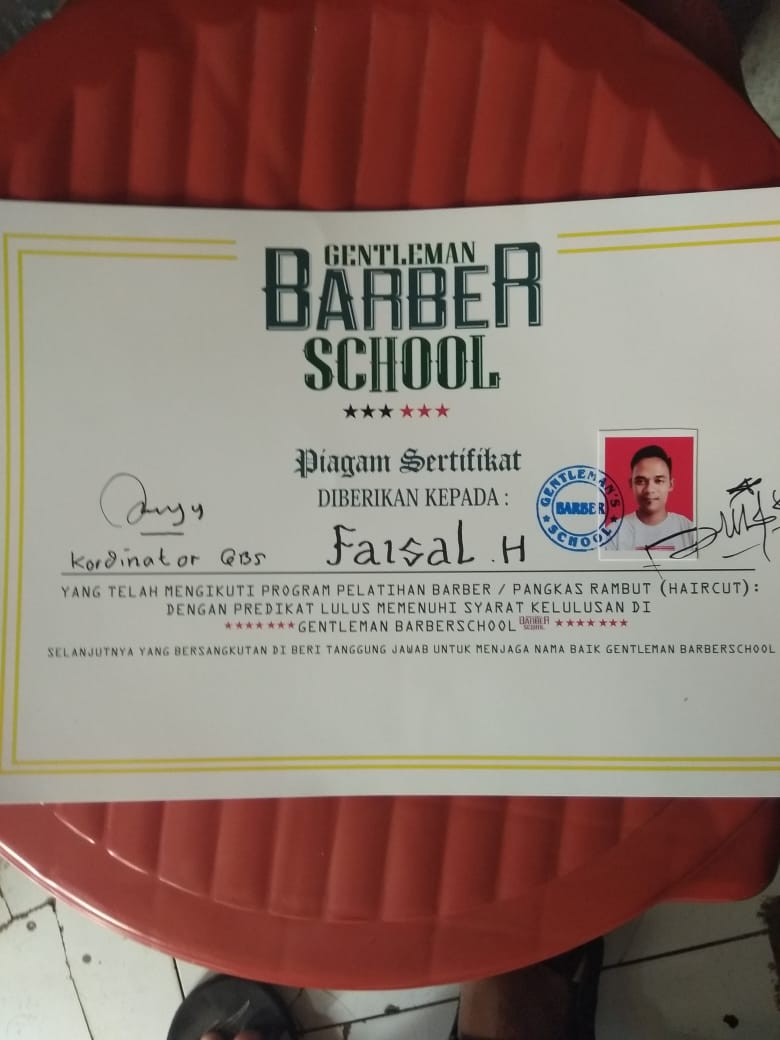 GENTLEMAN
BARBER
SCHOOL
Piagam Sertifikat
DIBERIKAN KEPADA :
Faisal . H
GENTLEMAN'S
BARBER
SCHOOL
Kordinator GBS
YANG TELAH MENGIKUTI PROGRAM PELATIHAN BARBER / PANGKAS RAMBUT (HAIRCUT) :
DENGAN PREDIKAT LULUS MEMENUHI SYARAT KELULUSAN DI
GENTLEMAN BARBERSCHOOL BARBER SCHOOL
SELANJUTNYA YANG BERSANGKUTAN DI BERI TANGGUNG JAWAB UNTUK MENJAGA NAMA BAIK GENTLEMAN BARBERSCHOOL